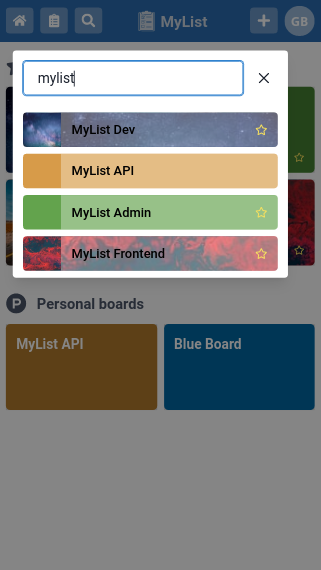 MyList
GB
mylist
MyList Dev
MyList API
MyList Admin
MyList Frontend
P Personal boards
MyList API
Blue Board